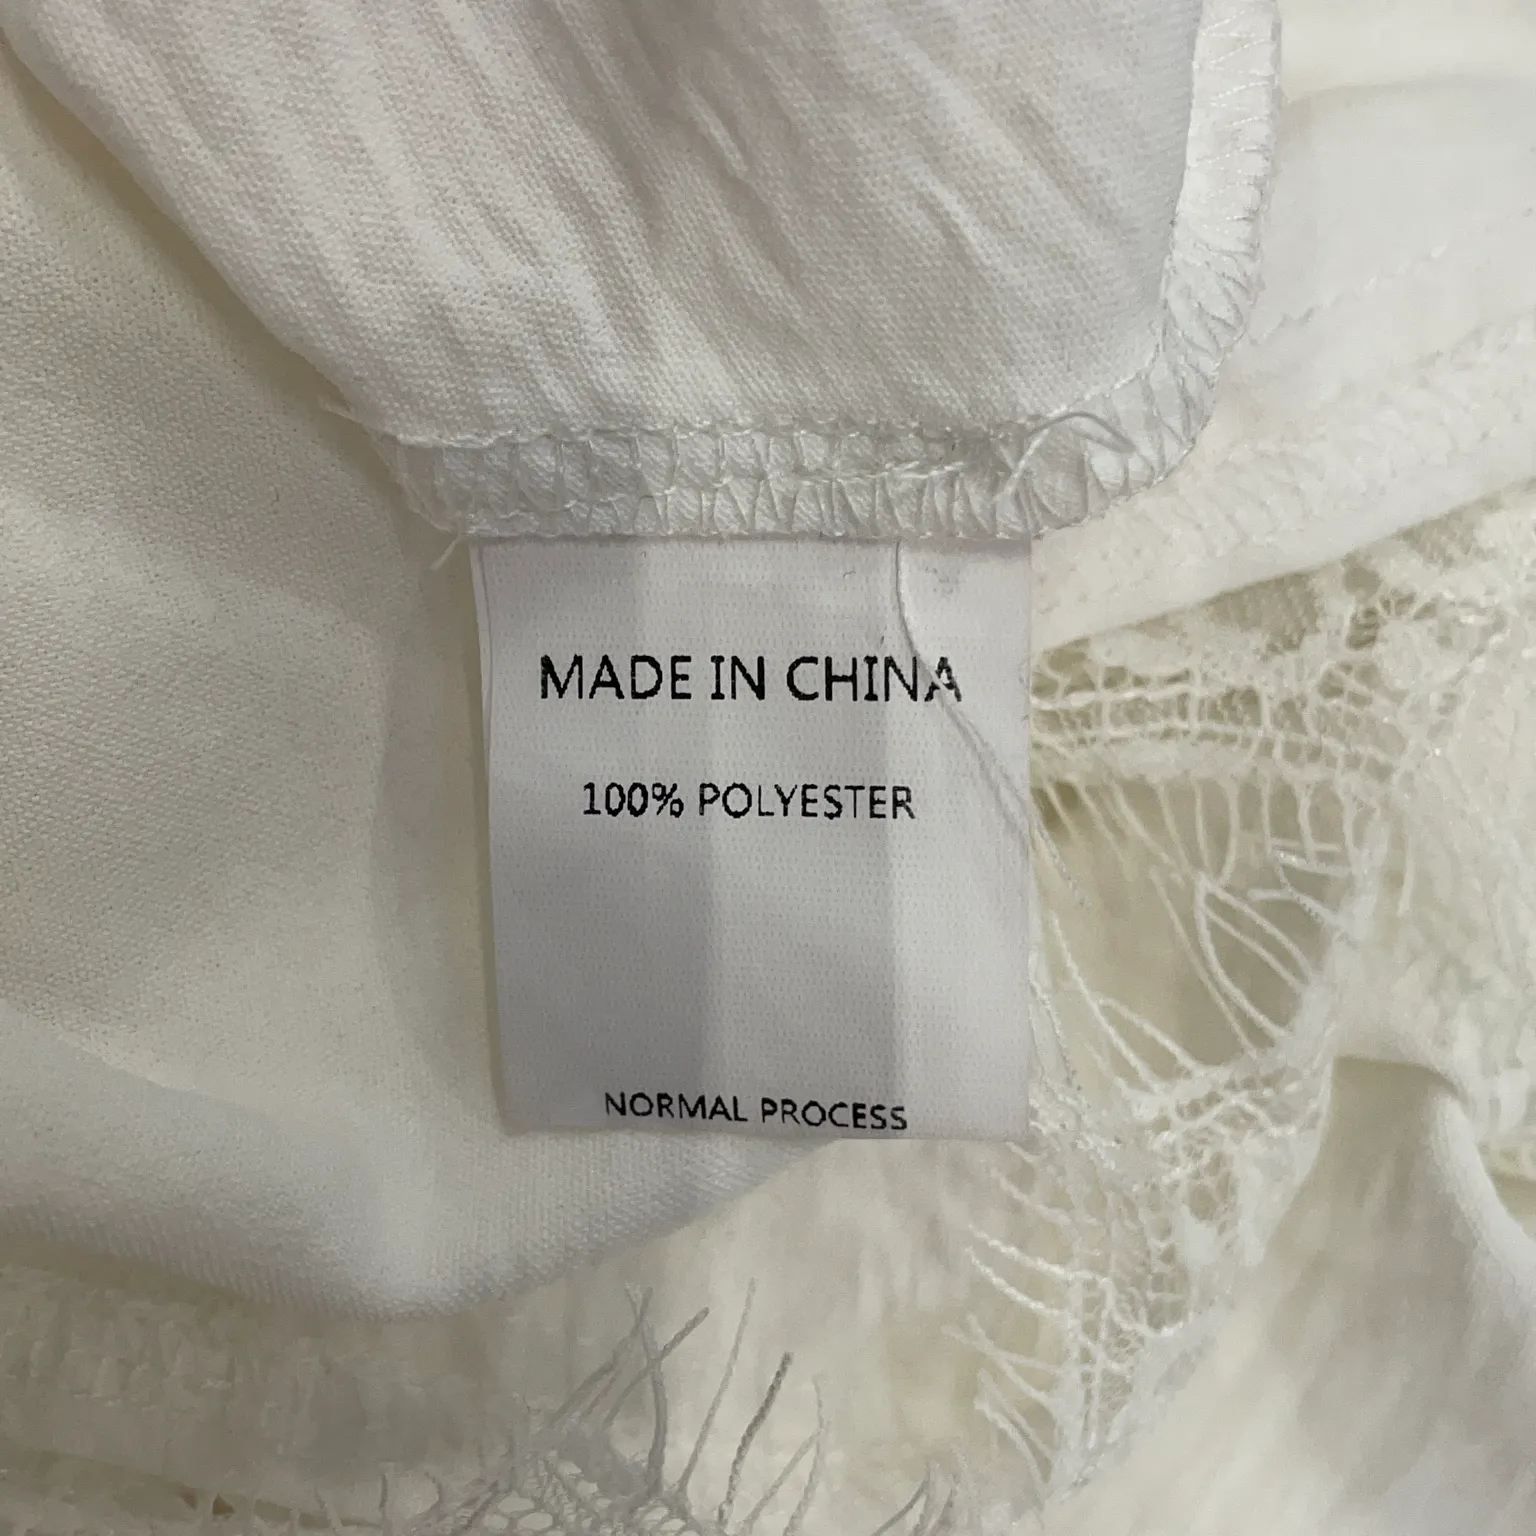 MADE IN CHINA
100% POLYESTER
NORMAL PROCESS